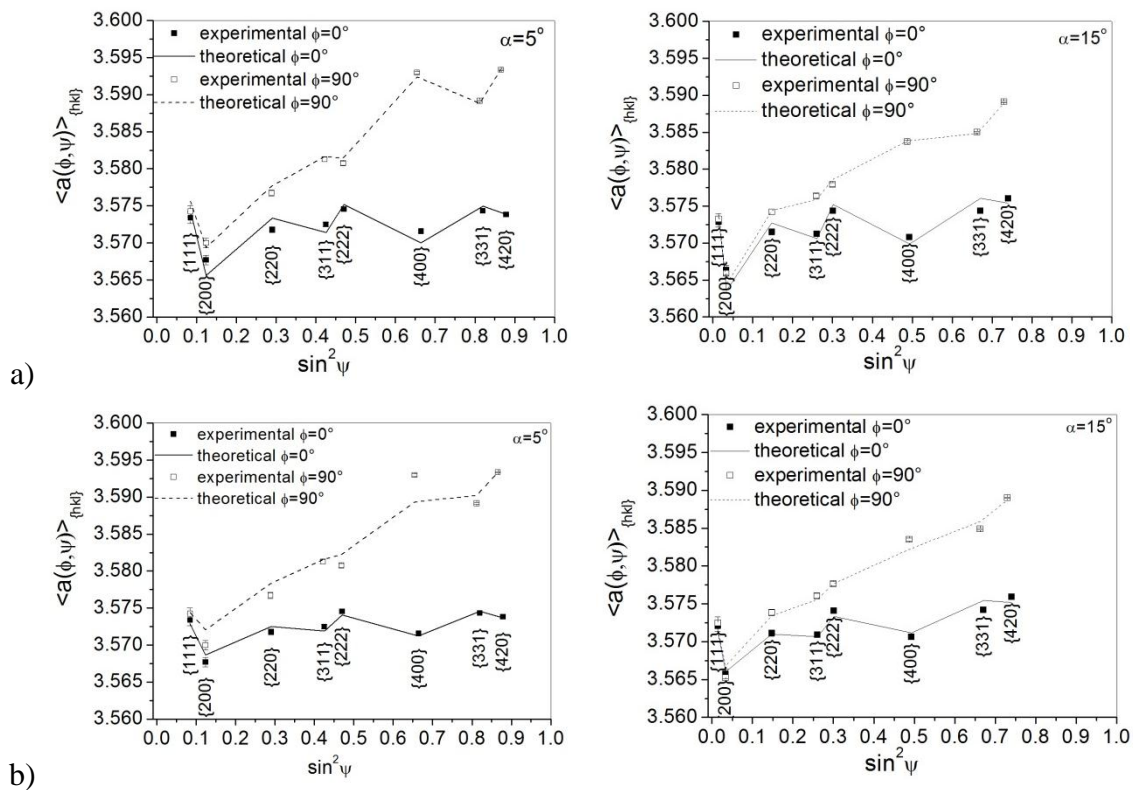 3.600
3.595
3.590
3.585
3.580
3.575
3.570
3.565
3.560
<a(ϕ,ψ)>{hkl}
experimental ϕ=0°
theoretical ϕ=0°
experimental ϕ=90°
theoretical ϕ=90°
α=5°
{111}
{200}
{220}
{311}
{222}
{400}
{331}
{420}
0.0 0.1 0.2 0.3 0.4 0.5 0.6 0.7 0.8 0.9 1.0
sin²ψ
3.600
3.595
3.590
3.585
3.580
3.575
3.570
3.565
3.560
<a(ϕ,ψ)>{hkl}
experimental ϕ=0°
theoretical ϕ=0°
experimental ϕ=90°
theoretical ϕ=90°
α=15°
{111}
{200}
{220}
{311}
{222}
{400}
{331}
{420}
0.0 0.1 0.2 0.3 0.4 0.5 0.6 0.7 0.8 0.9 1.0
sin²ψ
a)
3.600
3.595
3.590
3.585
3.580
3.575
3.570
3.565
3.560
<a(ϕ,ψ)>{hkl}
experimental ϕ=0°
theoretical ϕ=0°
experimental ϕ=90°
theoretical ϕ=90°
α=5°
{111}
{200}
{220}
{311}
{222}
{400}
{331}
{420}
0.0 0.1 0.2 0.3 0.4 0.5 0.6 0.7 0.8 0.9 1.0
sin²ψ
3.600
3.595
3.590
3.585
3.580
3.575
3.570
3.565
3.560
<a(ϕ,ψ)>{hkl}
experimental ϕ=0°
theoretical ϕ=0°
experimental ϕ=90°
theoretical ϕ=90°
α=15°
{111}
{200}
{220}
{311}
{222}
{400}
{331}
{420}
0.0 0.1 0.2 0.3 0.4 0.5 0.6 0.7 0.8 0.9 1.0
sin²ψ
b)